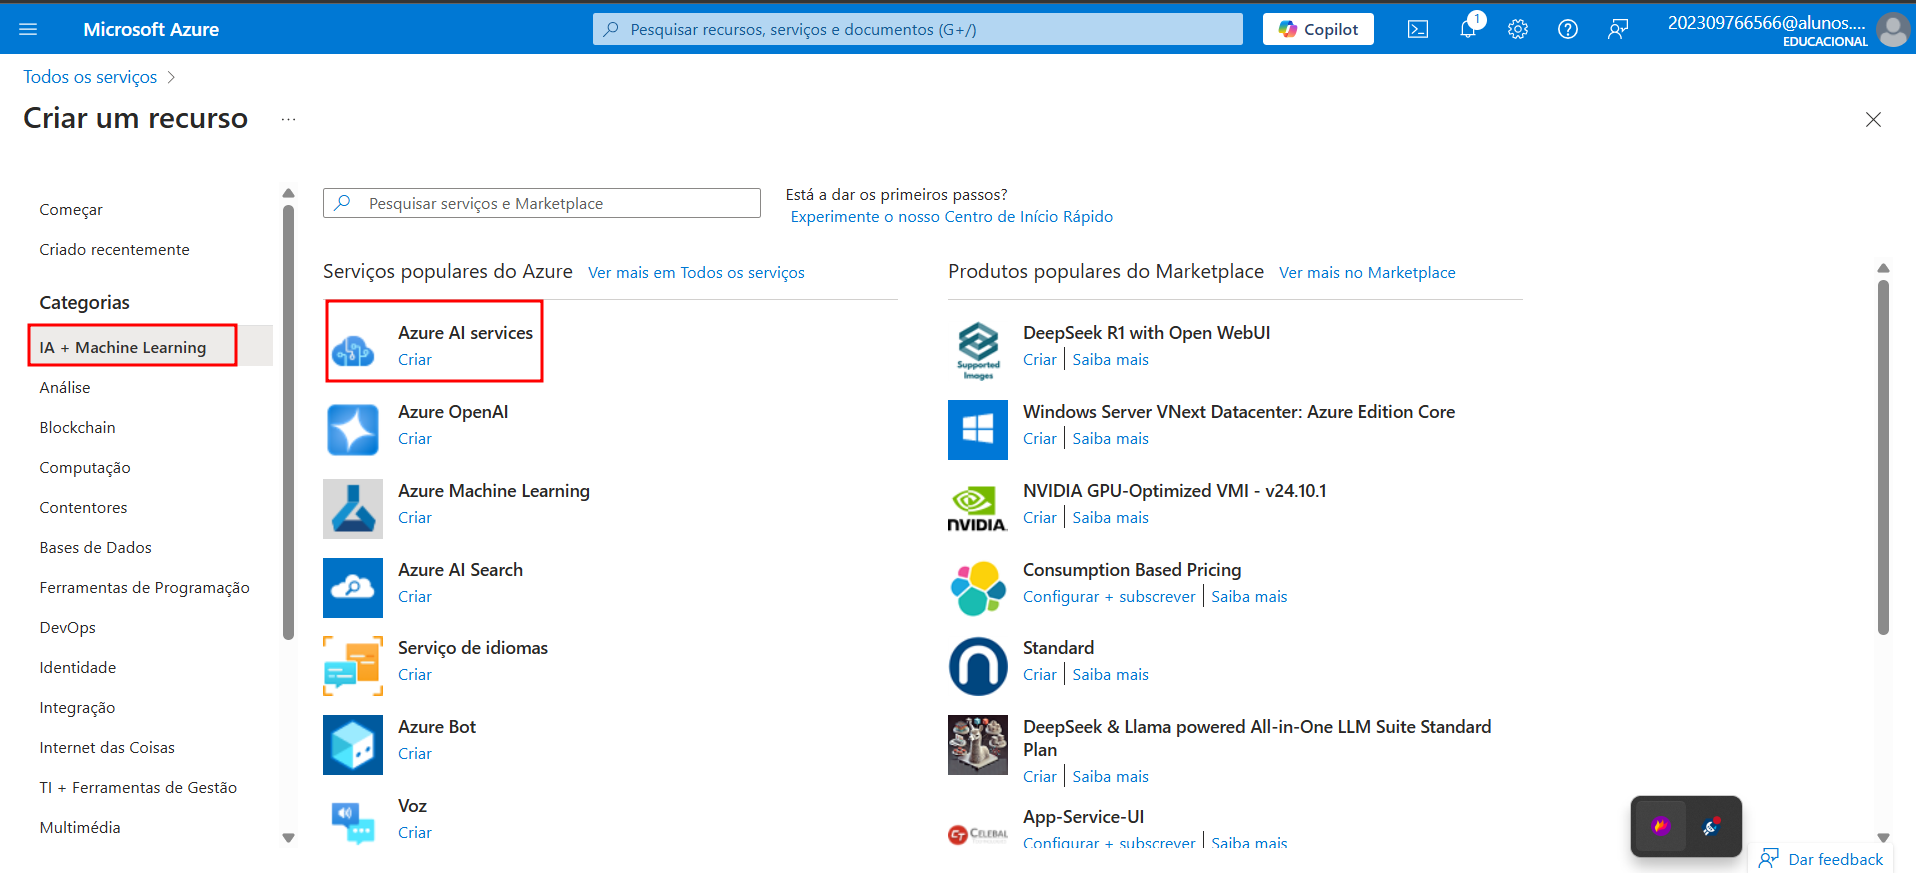 Microsoft Azure
Pesquisar recursos, serviços e documentos (G+/)
Copilot
1
202309766566@alunos....
EDUCACIONAL
Todos os serviços
Criar um recurso
...
Começar
Criado recentemente
Categorias
IA + Machine Learning
Análise
Blockchain
Computação
Contentores
Bases de Dados
Ferramentas de Programação
DevOps
Identidade
Integração
Internet das Coisas
TI + Ferramentas de Gestão
Multimédia
Pesquisar serviços e Marketplace
Está a dar os primeiros passos?
Experimente o nosso Centro de Início Rápido
Serviços populares do Azure
Ver mais em Todos os serviços
Azure AI services
Criar
Azure OpenAI
Criar
Azure Machine Learning
Criar
Azure AI Search
Criar
Serviço de idiomas
Criar
Azure Bot
Criar
Voz
Criar
Produtos populares do Marketplace
Ver mais no Marketplace
Supported
Images
DeepSeek R1 with Open WebUI
Criar | Saiba mais
Windows Server VNext Datacenter: Azure Edition Core
Criar | Saiba mais
NVIDIA
NVIDIA GPU-Optimized VMI - v24.10.1
Criar | Saiba mais
Consumption Based Pricing
Configurar + subscrever | Saiba mais
Standard
Criar | Saiba mais
DeepSeek & Llama powered All-in-One LLM Suite Standard
Plan
Criar | Saiba mais
CT CELEBAL
App-Service-UI
Configurar + subscrever | Saiba mais
Dar feedback